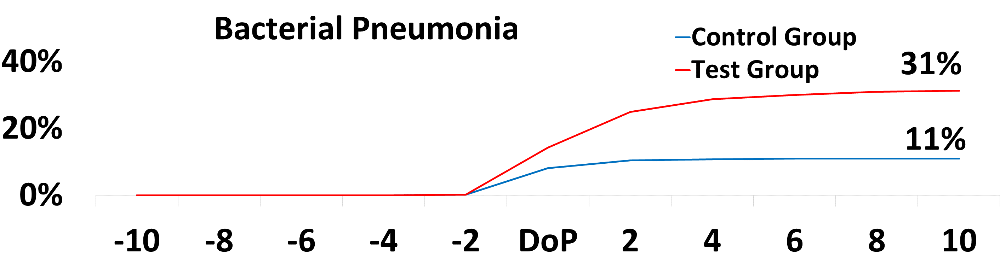 Bacterial Pneumonia
Control Group
Test Group
40%
20%
0%
31%
11%
-10 -8 -6 -4 -2 DoP 2 4 6 8 10